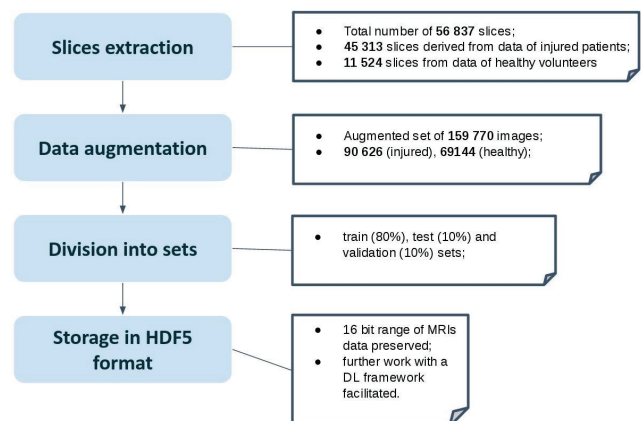 Slices extraction
● Total number of 56 837 slices;
● 45 313 slices derived from data of injured patients;
● 11 524 slices from data of healthy volunteers
Data augmentation
● Augmented set of 159 770 images;
● 90 626 (injured), 69144 (healthy);
Division into sets
● train (80%), test (10%) and
validation (10%) sets;
Storage in HDF5
format
● 16 bit range of MRIs
data preserved;
● further work with a
DL framework
facilitated.